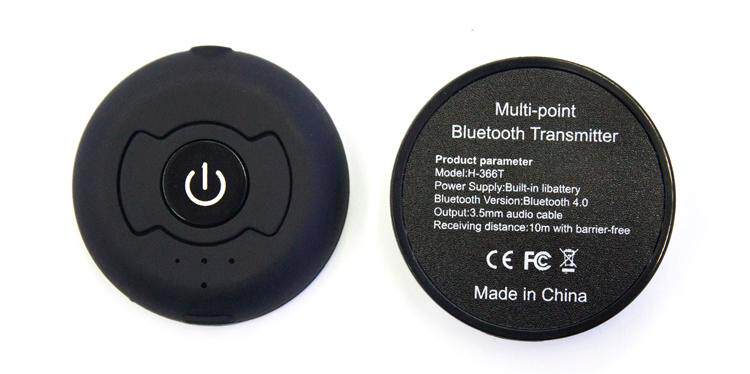 Multi-point
Bluetooth Transmitter
Product parameter
Model:H-366T
Power Supply:Built-in libattery
Bluetooth Version:Bluetooth 4.0
Output:3.5mm audio cable
Receiving distance:10m with barrier-free
CE FC
Made in China